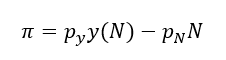 π = p_y y(N) − p_N N